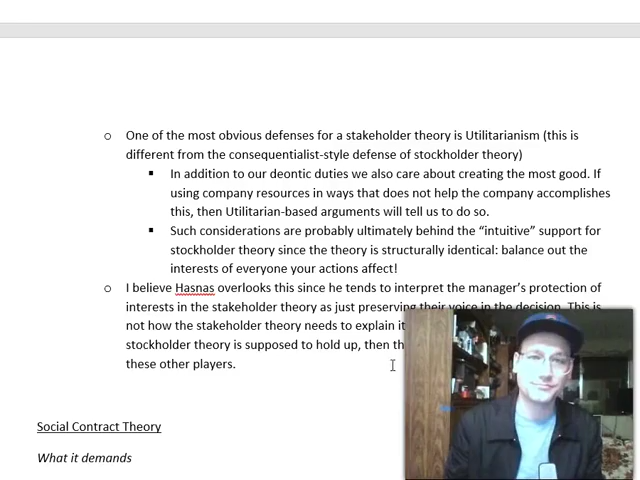 o One of the most obvious defenses for a stakeholder theory is Utilitarianism (this is
different from the consequentialist-style defense of stockholder theory)
▪ In addition to our deontic duties we also care about creating the most good. If
using company resources in ways that does not help the company accomplishes
this, then Utilitarian-based arguments will tell us to do so.
▪ Such considerations are probably ultimately behind the “intuitive” support for
stockholder theory since the theory is structurally identical: balance out the
interests of everyone your actions affect!
o I believe Hasnas overlooks this since he tends to interpret the manager’s protection of
interests in the stakeholder theory as just preserving their voice in the decision. This is
not how the stakeholder theory needs to explain it
stockholder theory is supposed to hold up, then th
these other players.
Social Contract Theory
What it demands